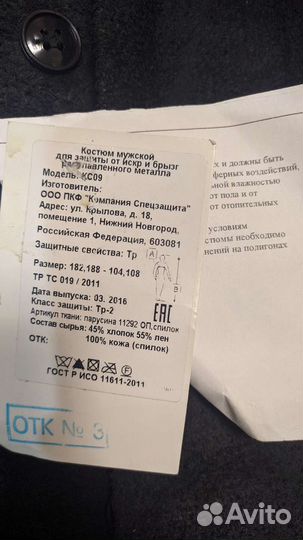 Костюм мужской
для защиты от искр и брызг
расплавленного металла
Модель: КС09
Изготовитель:
ООО ПКФ "Компания Спецзащита"
Адрес: ул. Крылова, д. 18,
помещение 1, Нижний Новгород,
Российская Федерация, 603081
Защитные свойства: Тр
A
B
Размер: 182,188 - 104,108
ТР ТС 019 / 2011
EAC
Дата выпуска: 03. 2016
Класс защиты: Тр-2
Артикул ткани: парусина 11292 ОП, спилок
Состав сырья: 45% хлопок 55% лен
100% кожа (спилок)
ОТК:
ГОСТ Р ИСО 11611-2011
ОТК № 3
х и должны быть
ферных воздействий,
ьной влажностью
от пола и от
от отопительных
условиям
стюмы необходимо
нений на полигонах
Avito